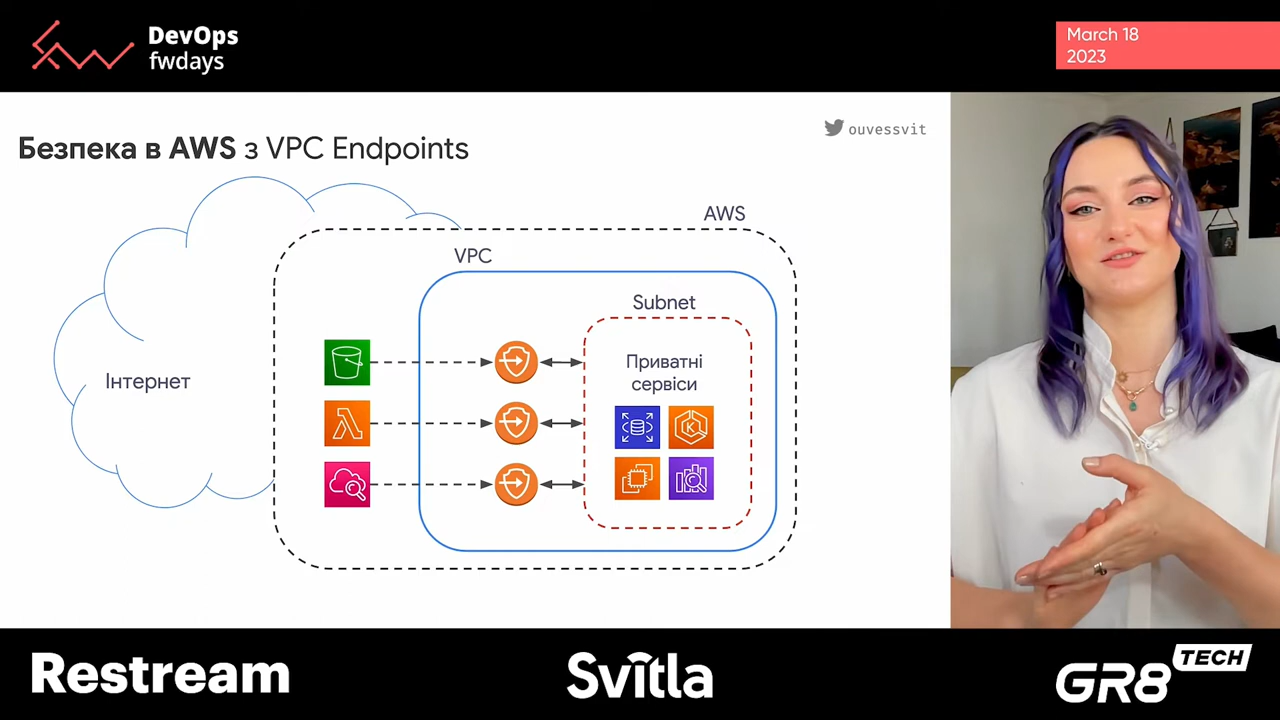 DevOps
fwdays
March 18
2023
Безпека в AWS з VPC Endpoints
ouvessvit
AWS
VPC
Subnet
Приватні
сервіси
Інтернет
Restream
Svitla
GR8 TECH